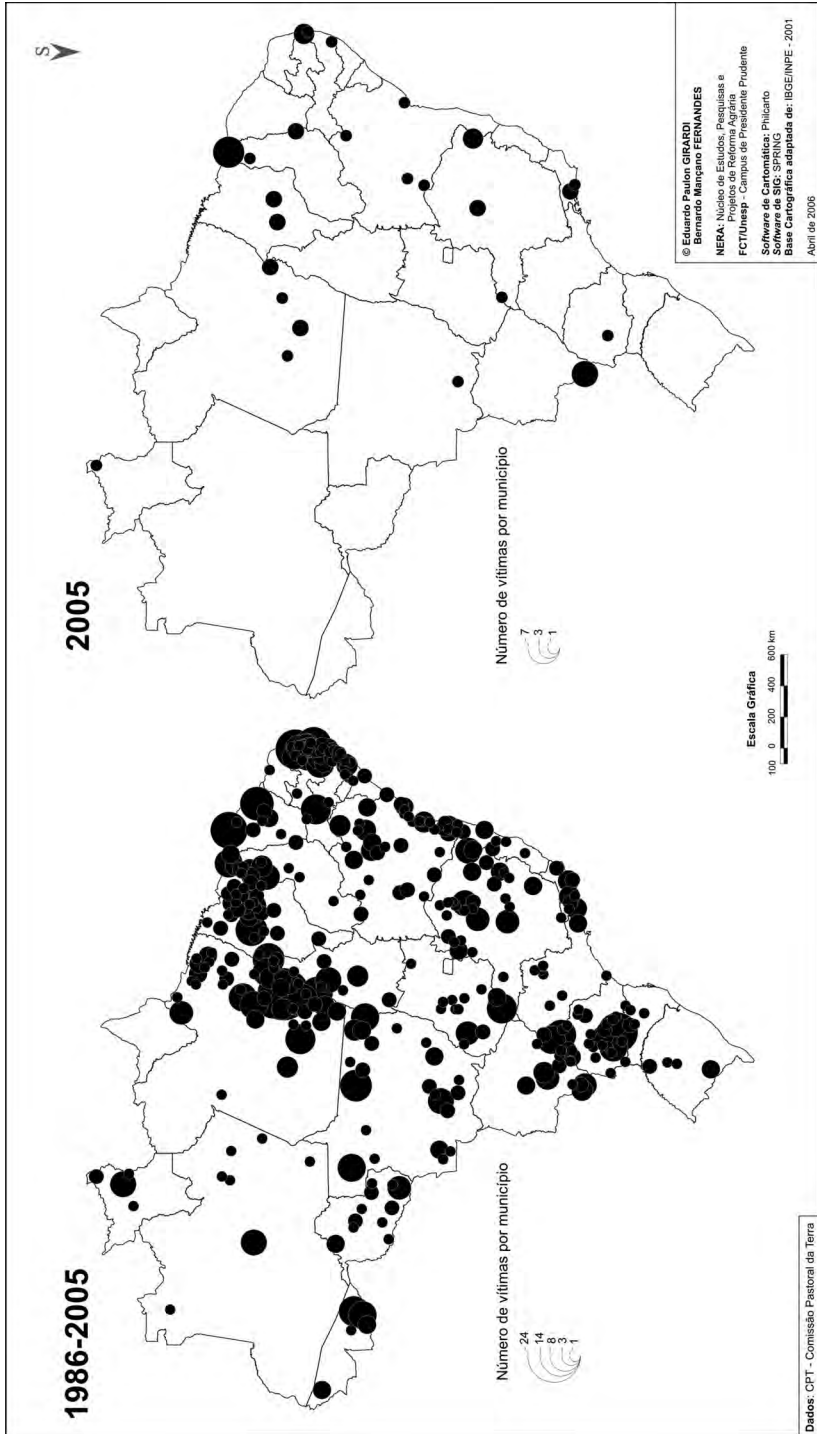 1986-2005
Número de vítimas por município
24
14
8
3
1
Dados: CPT - Comissão Pastoral da Terra
2005
Número de vítimas por município
7
3
1
Escala Gráfica
100 0 200 400 600 km
S
© Eduardo Paulon GIRARDI
Bernardo Mançano FERNANDES
NERA: Núcleo de Estudos, Pesquisas e
Projetos de Reforma Agrária
FCT/Unesp - Campus de Presidente Prudente
Software de Cartomática: Philcarto
Software de SIG: SPRING
Base Cartográfica adaptada de: IBGE/INPE - 2001
Abril de 2006